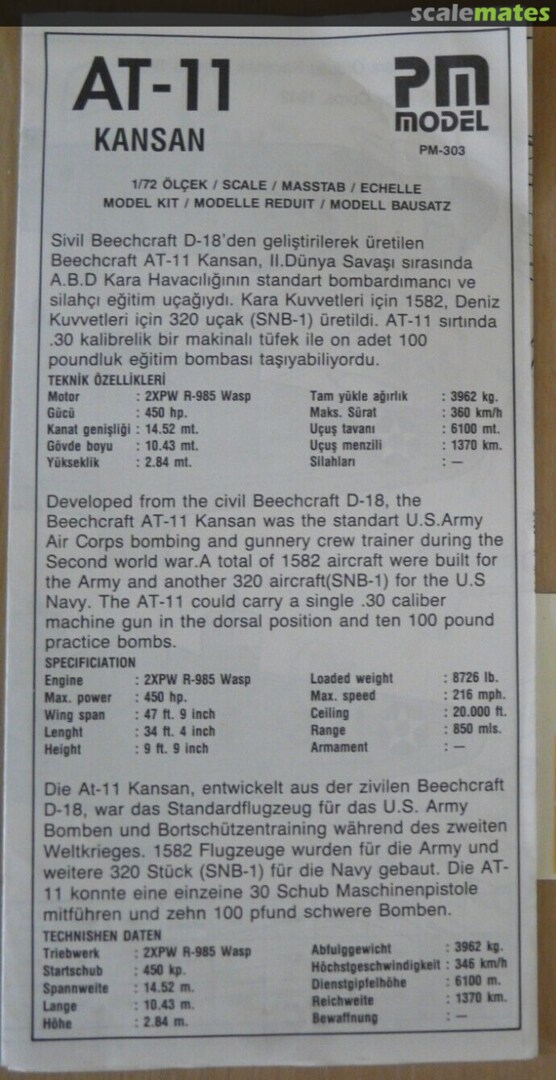 scalemates
AT-11
KANSAN
PM
MODEL
PM-303
1/72 ÖLÇEK / SCALE / MASSTAB / ECHELLE
MODEL KIT / MODELLE REDUIT / MODELL BAUSATZ
Sivil Beechcraft D-18'den geliştirilerek üretilen
Beechcraft AT-11 Kansan, II.Dünya Savaşı sırasında
A.B.D Kara Havacılığının standart bombardımancı ve
silahçı eğitim uçağıydı. Kara Kuvvetleri için 1582, Deniz
Kuvvetleri için 320 uçak (SNB-1) üretildi. AT-11 sırtında
.30 kalibrelik bir makinalı tüfek ile on adet 100
poundluk eğitim bombası taşıyabiliyordu.
TEKNİK ÖZELLİKLERİ
Motor : 2XPW R-985 Wasp
Gücü : 450 hp.
Kanat genişliği : 14.52 mt.
Gövde boyu : 10.43 mt.
Yükseklik : 2.84 mt.
Tam yükle ağırlık : 3962 kg.
Maks. Sürat : 360 km/h
Uçuş tavanı : 6100 mt.
Uçuş menzili : 1370 km.
Silahları : —
Developed from the civil Beechcraft D-18, the
Beechcraft AT-11 Kansan was the standart U.S.Army
Air Corps bombing and gunnery crew trainer during the
Second world war.A total of 1582 aircraft were built for
the Army and another 320 aircraft(SNB-1) for the U.S
Navy. The AT-11 could carry a single .30 caliber
machine gun in the dorsal position and ten 100 pound
practice bombs.
SPECIFICIATION
Engine : 2XPW R-985 Wasp
Max. power : 450 hp.
Wing span : 47 ft. 9 inch
Lenght : 34 ft. 4 inch
Height : 9 ft. 9 inch
Loaded weight : 8726 lb.
Max. speed : 216 mph.
Ceiling : 20.000 ft.
Range : 850 mls.
Armament : —
Die At-11 Kansan, entwickelt aus der zivilen Beechcraft
D-18, war das Standardflugzeug für das U.S. Army
Bomben und Bortschützentraining während des zweiten
Weltkrieges. 1582 Flugzeuge wurden für die Army und
weitere 320 Stück (SNB-1) für die Navy gebaut. Die AT-
11 konnte eine einzeine 30 Schub Maschinenpistole
mitführen und zehn 100 pfund schwere Bomben.
TECHNISHEN DATEN
Triebwerk : 2XPW R-985 Wasp
Startschub : 450 kp.
Spannweite : 14.52 m.
Lange : 10.43 m.
Höhe : 2.84 m.
Abfulggewicht : 3962 kg.
Höchstgeschwindigkeit : 346 km/h
Dienstgipfelhöhe : 6100 m.
Reichweite : 1370 km.
Bewaffnung : —